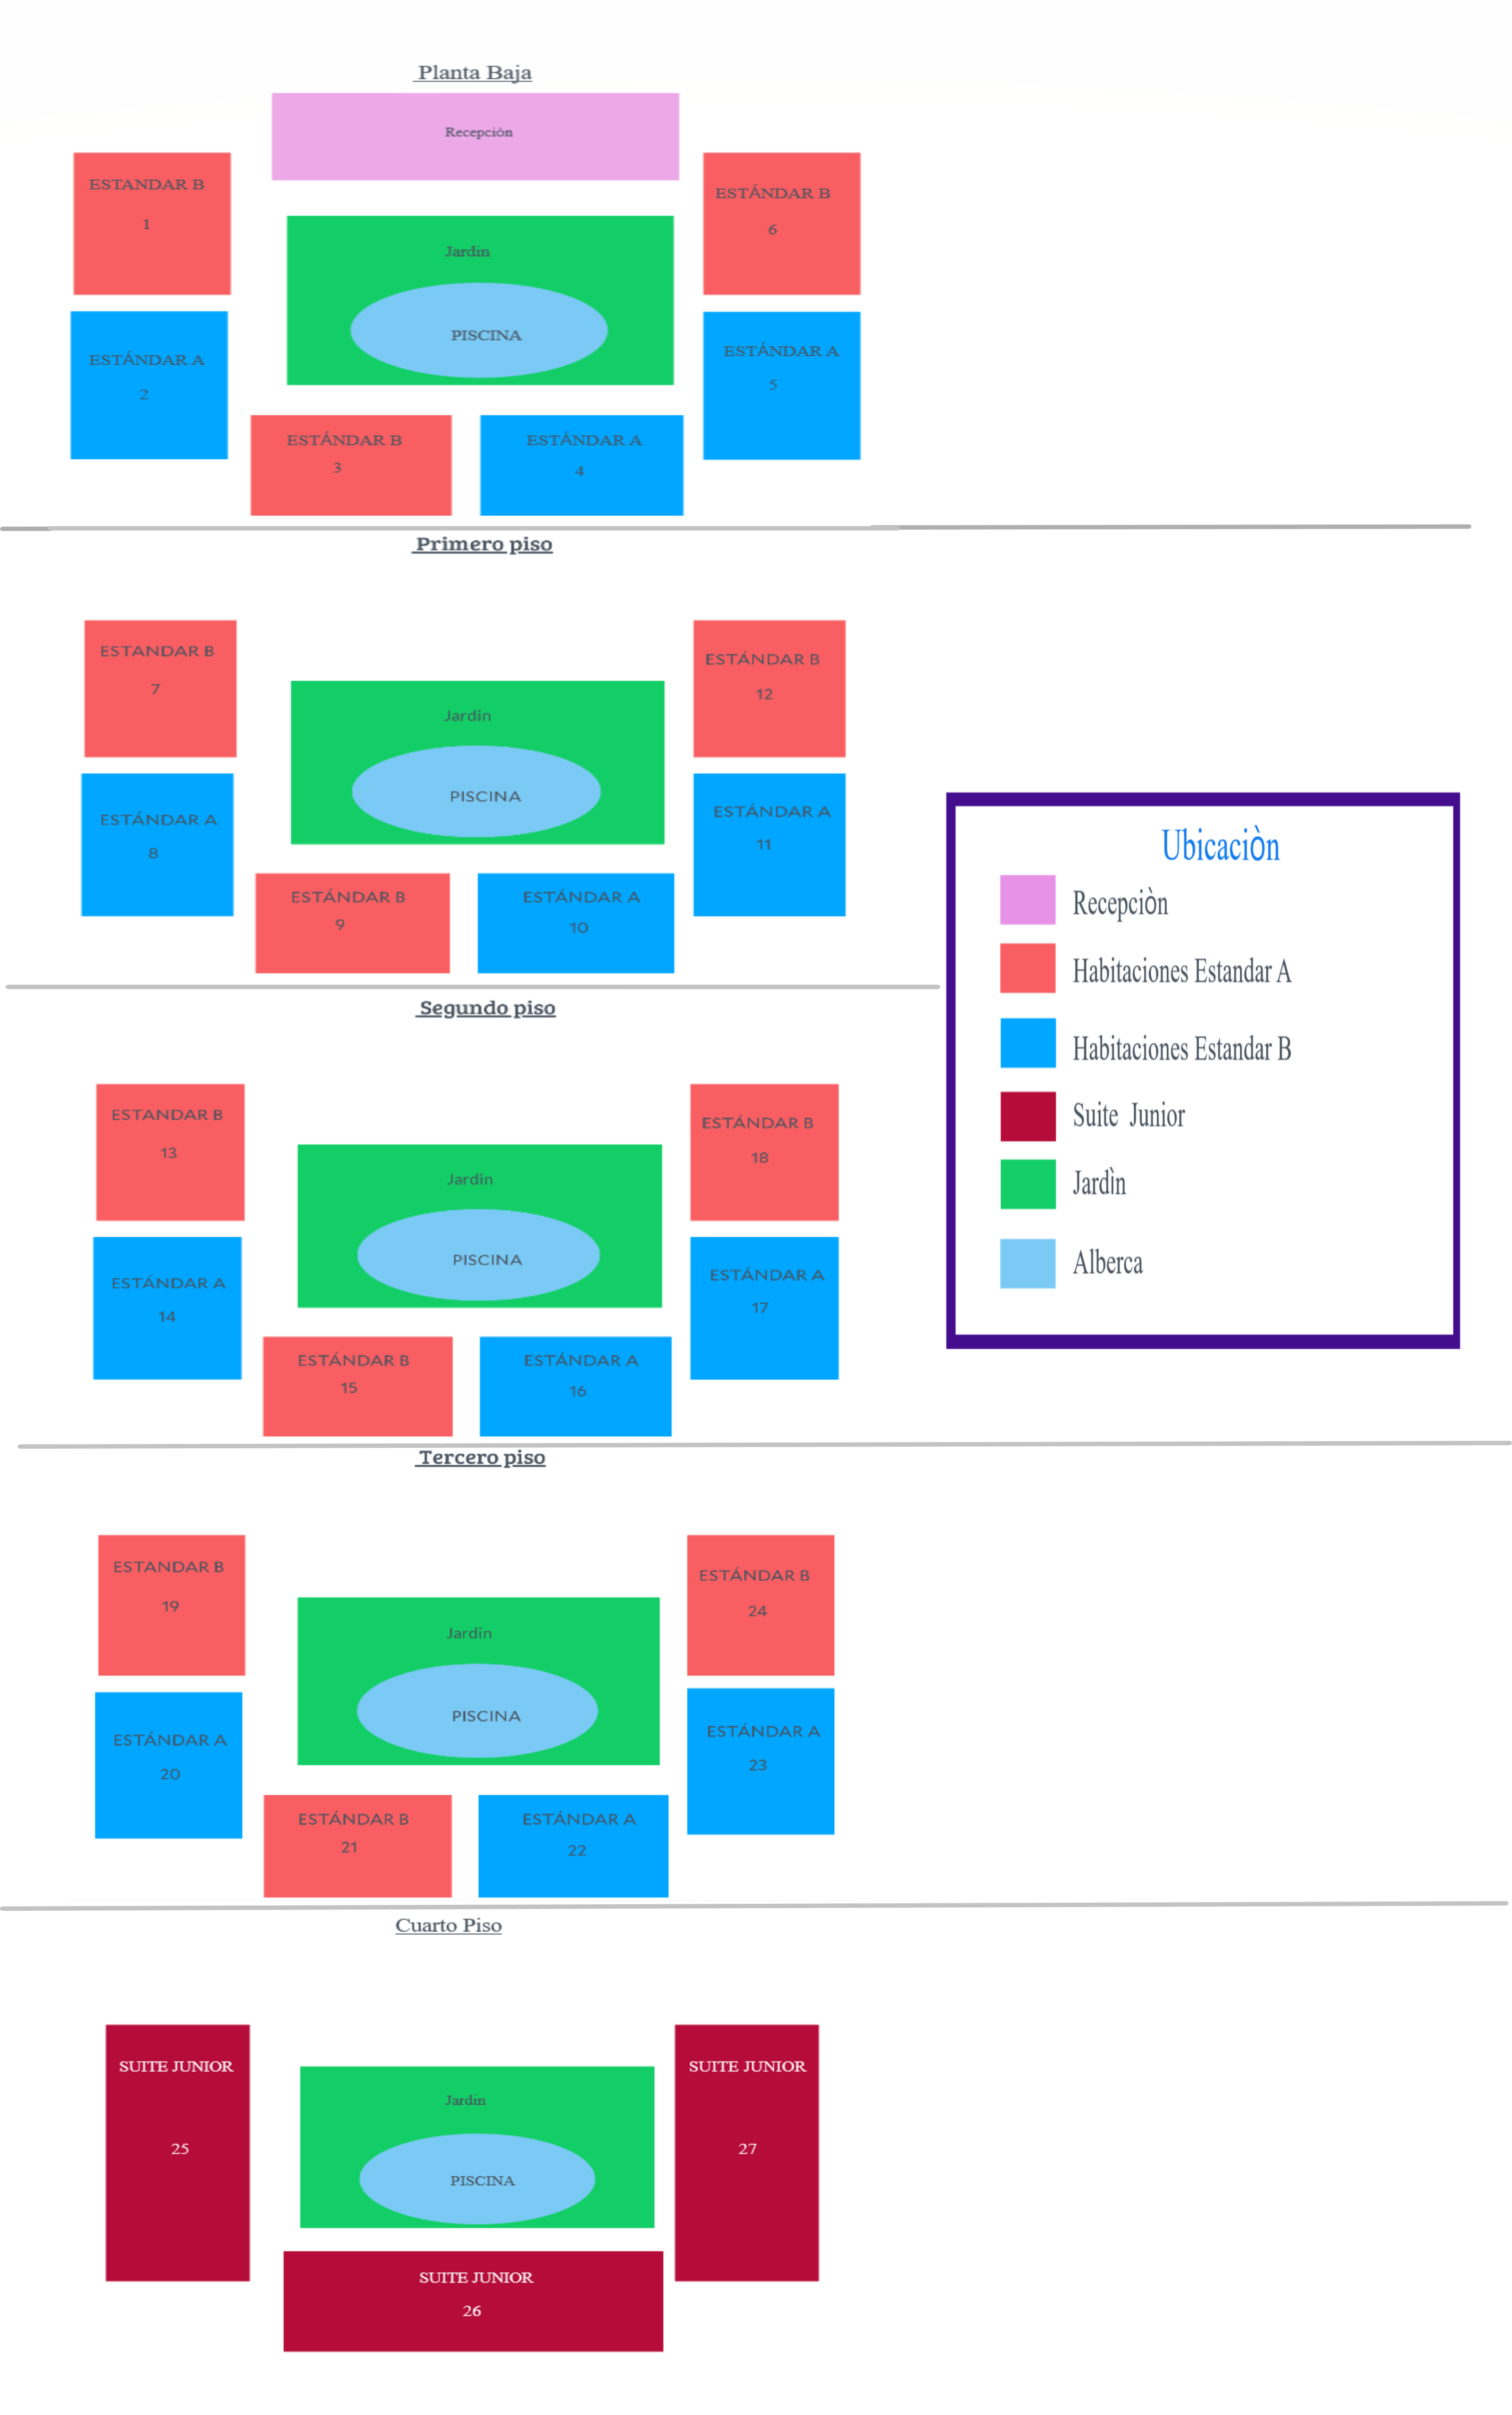 Planta Baja
Recepciòn
ESTANDAR B
1
ESTÁNDAR B
6
Jardin
PISCINA
ESTÁNDAR A
2
ESTÁNDAR A
5
ESTÁNDAR B
3
ESTÁNDAR A
4
Primero piso
ESTANDAR B
7
ESTÁNDAR B
12
Jardin
PISCINA
ESTÁNDAR A
8
ESTÁNDAR A
11
ESTÁNDAR B
9
ESTÁNDAR A
10
Ubicaciòn
Recepciòn
Habitaciones Estandar A
Habitaciones Estandar B
Suite Junior
Jardìn
Alberca
Segundo piso
ESTANDAR B
13
ESTÁNDAR B
18
Jardin
PISCINA
ESTÁNDAR A
14
ESTÁNDAR A
17
ESTÁNDAR B
15
ESTÁNDAR A
16
Tercero piso
ESTANDAR B
19
ESTÁNDAR B
24
Jardin
PISCINA
ESTÁNDAR A
20
ESTÁNDAR A
23
ESTÁNDAR B
21
ESTÁNDAR A
22
Cuarto Piso
SUITE JUNIOR
25
SUITE JUNIOR
27
Jardin
PISCINA
SUITE JUNIOR
26